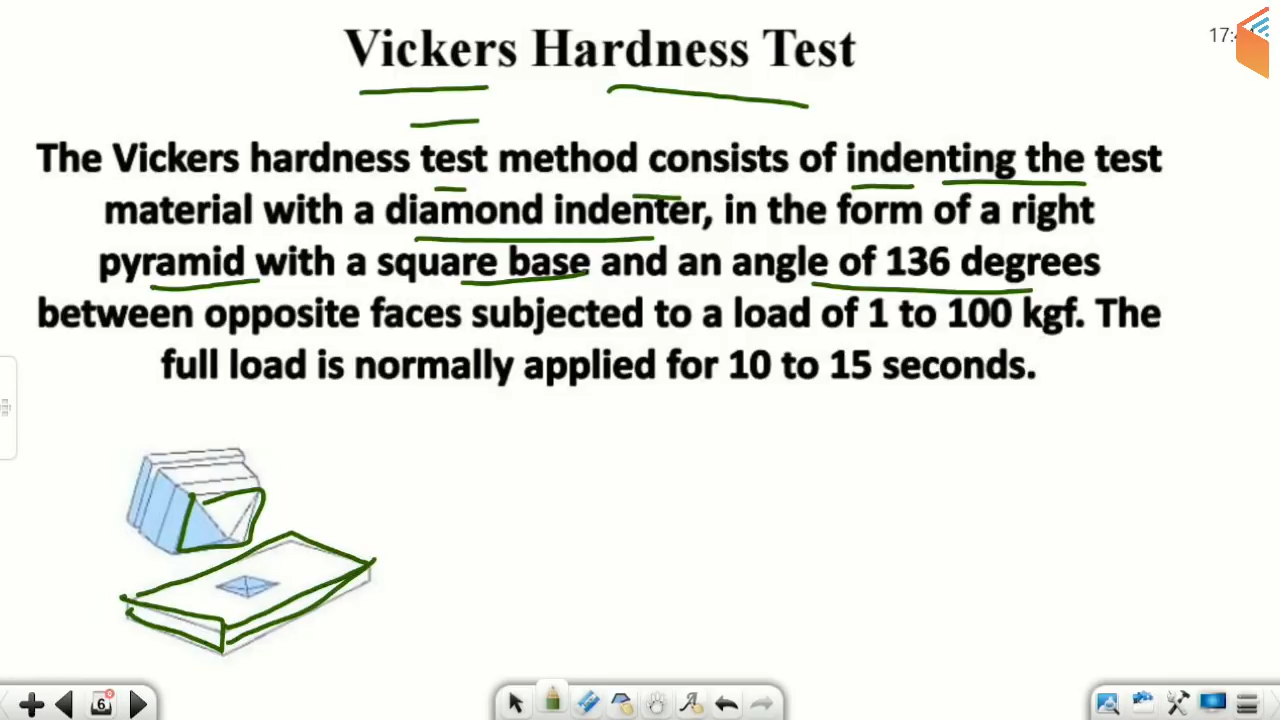 Vickers Hardness Test
The Vickers hardness test method consists of indenting the test
material with a diamond indenter, in the form of a right
pyramid with a square base and an angle of 136 degrees
between opposite faces subjected to a load of 1 to 100 kgf. The
full load is normally applied for 10 to 15 seconds.
6